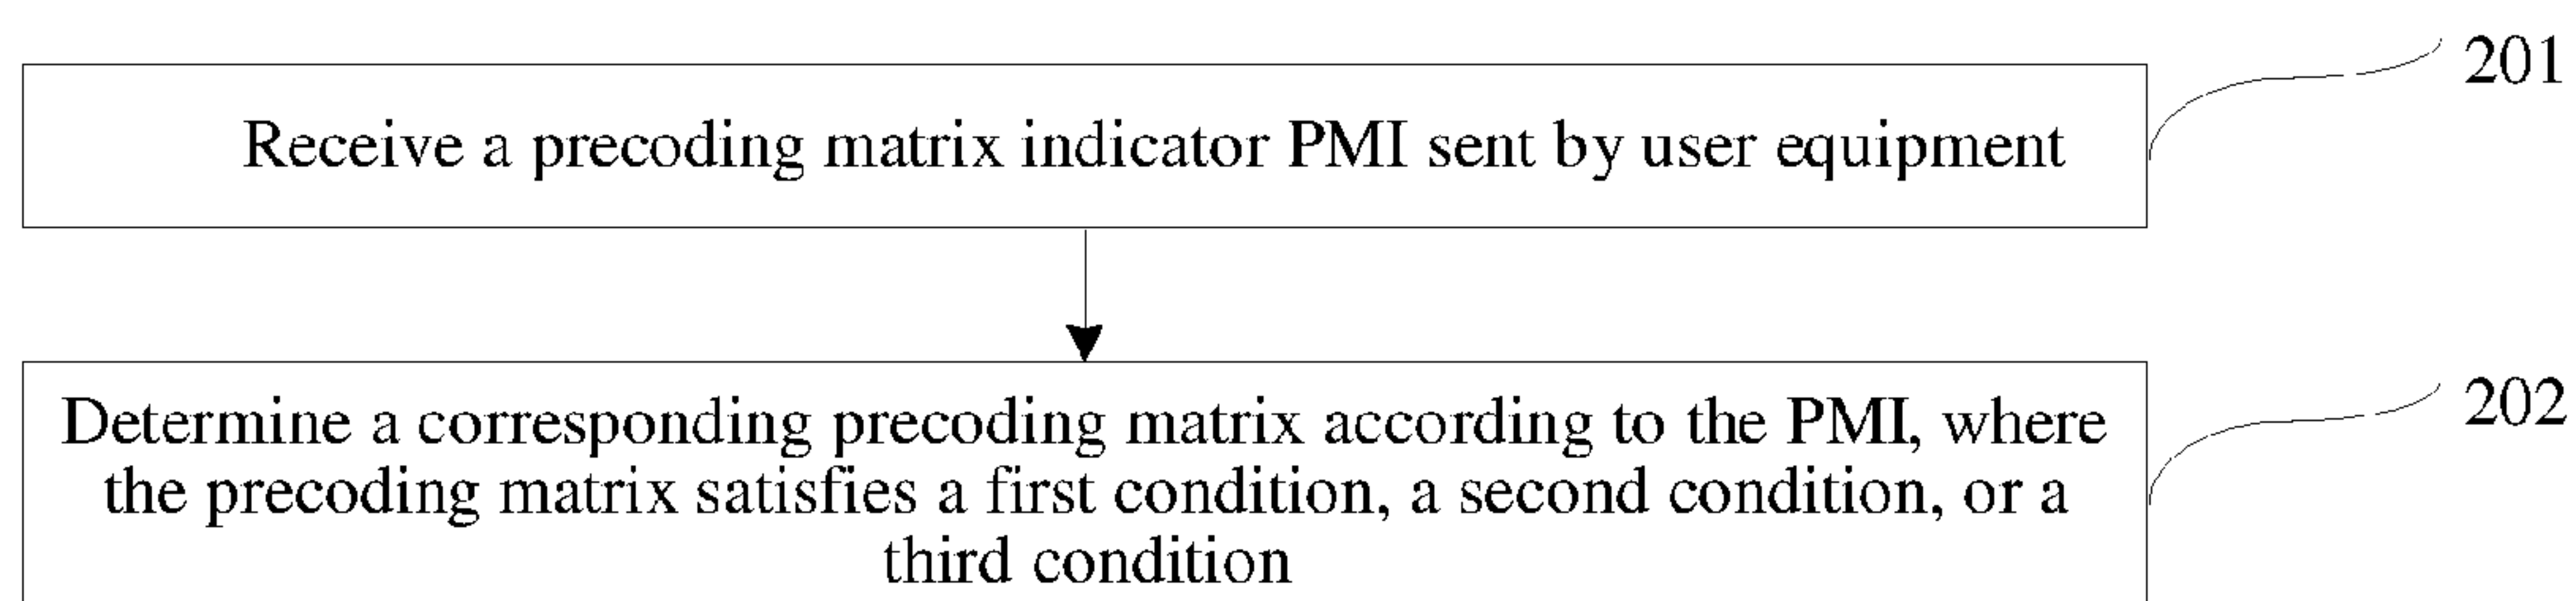 201
Receive a precoding matrix indicator PMI sent by user equipment
202
Determine a corresponding precoding matrix according to the PMI, where
the precoding matrix satisfies a first condition, a second condition, or a
third condition